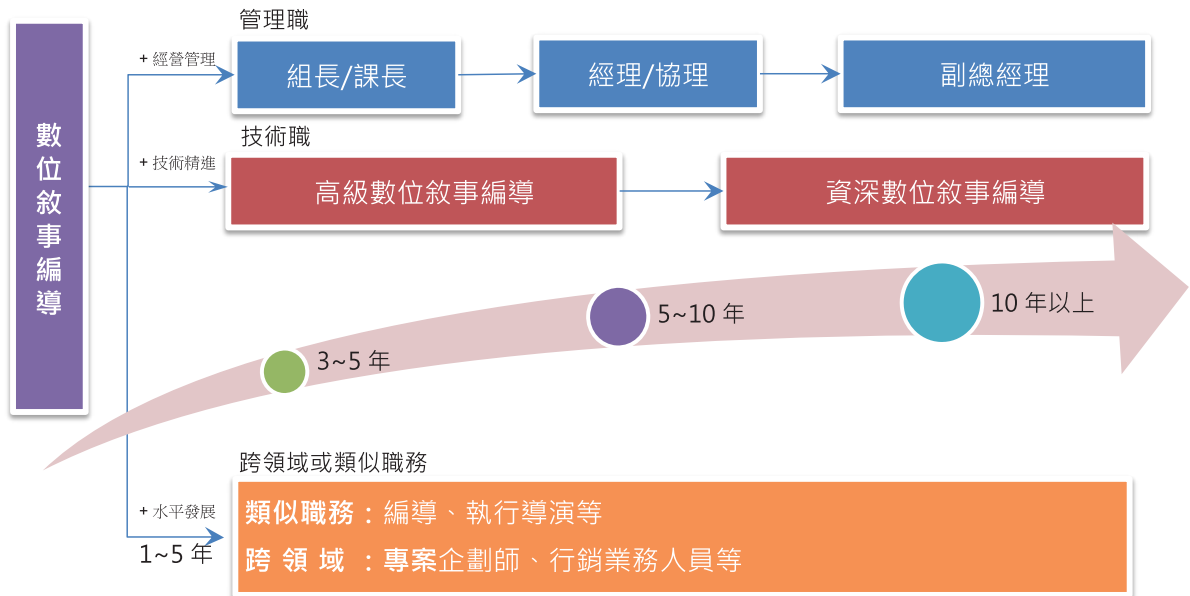 數位敘事編導
管理職
+ 經營管理
組長/課長
經理/協理
副總經理
技術職
+ 技術精進
高級數位敘事編導
資深數位敘事編導
3~5 年
5~10 年
10 年以上
跨領域或類似職務
+ 水平發展
1~5 年
類似職務：編導、執行導演等
跨 領 域 ：專案企劃師、行銷業務人員等